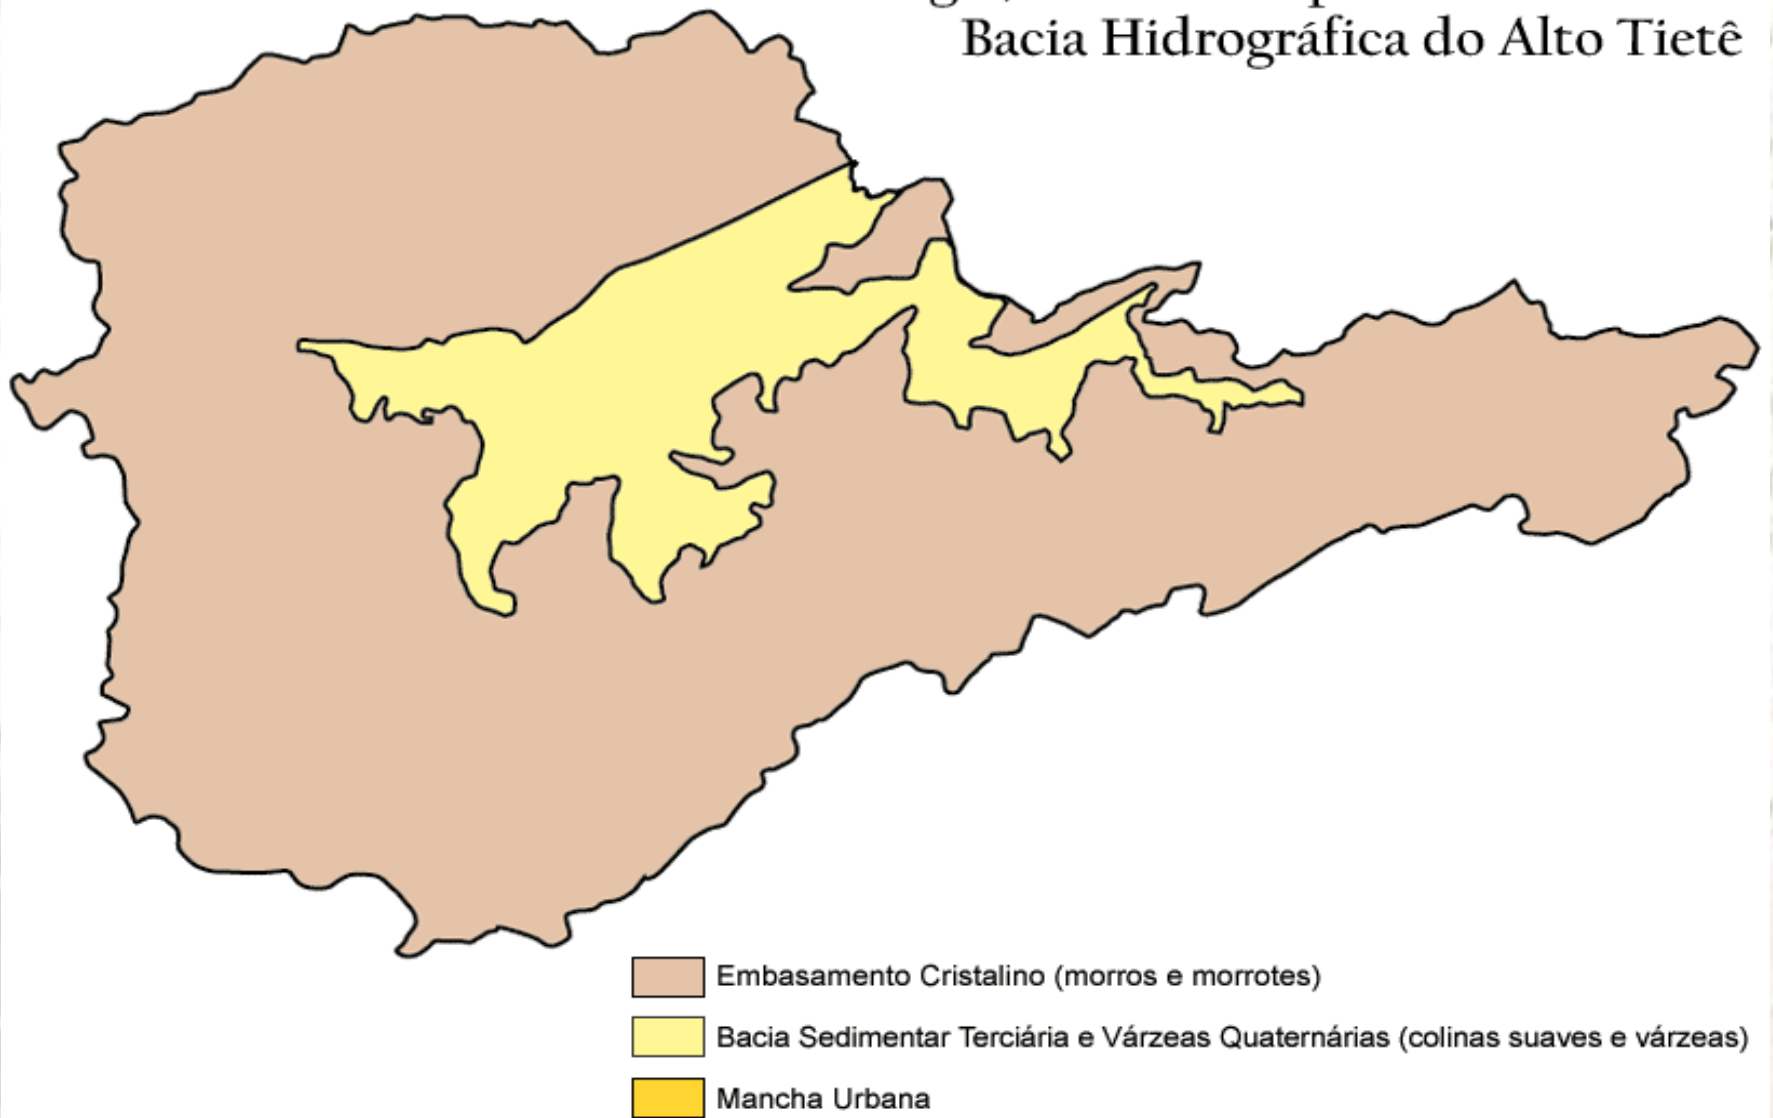 Bacia Hidrográfica do Alto Tietê
Embasamento Cristalino (morros e morrotes)
Bacia Sedimentar Terciária e Várzeas Quaternárias (colinas suaves e várzeas)
Mancha Urbana